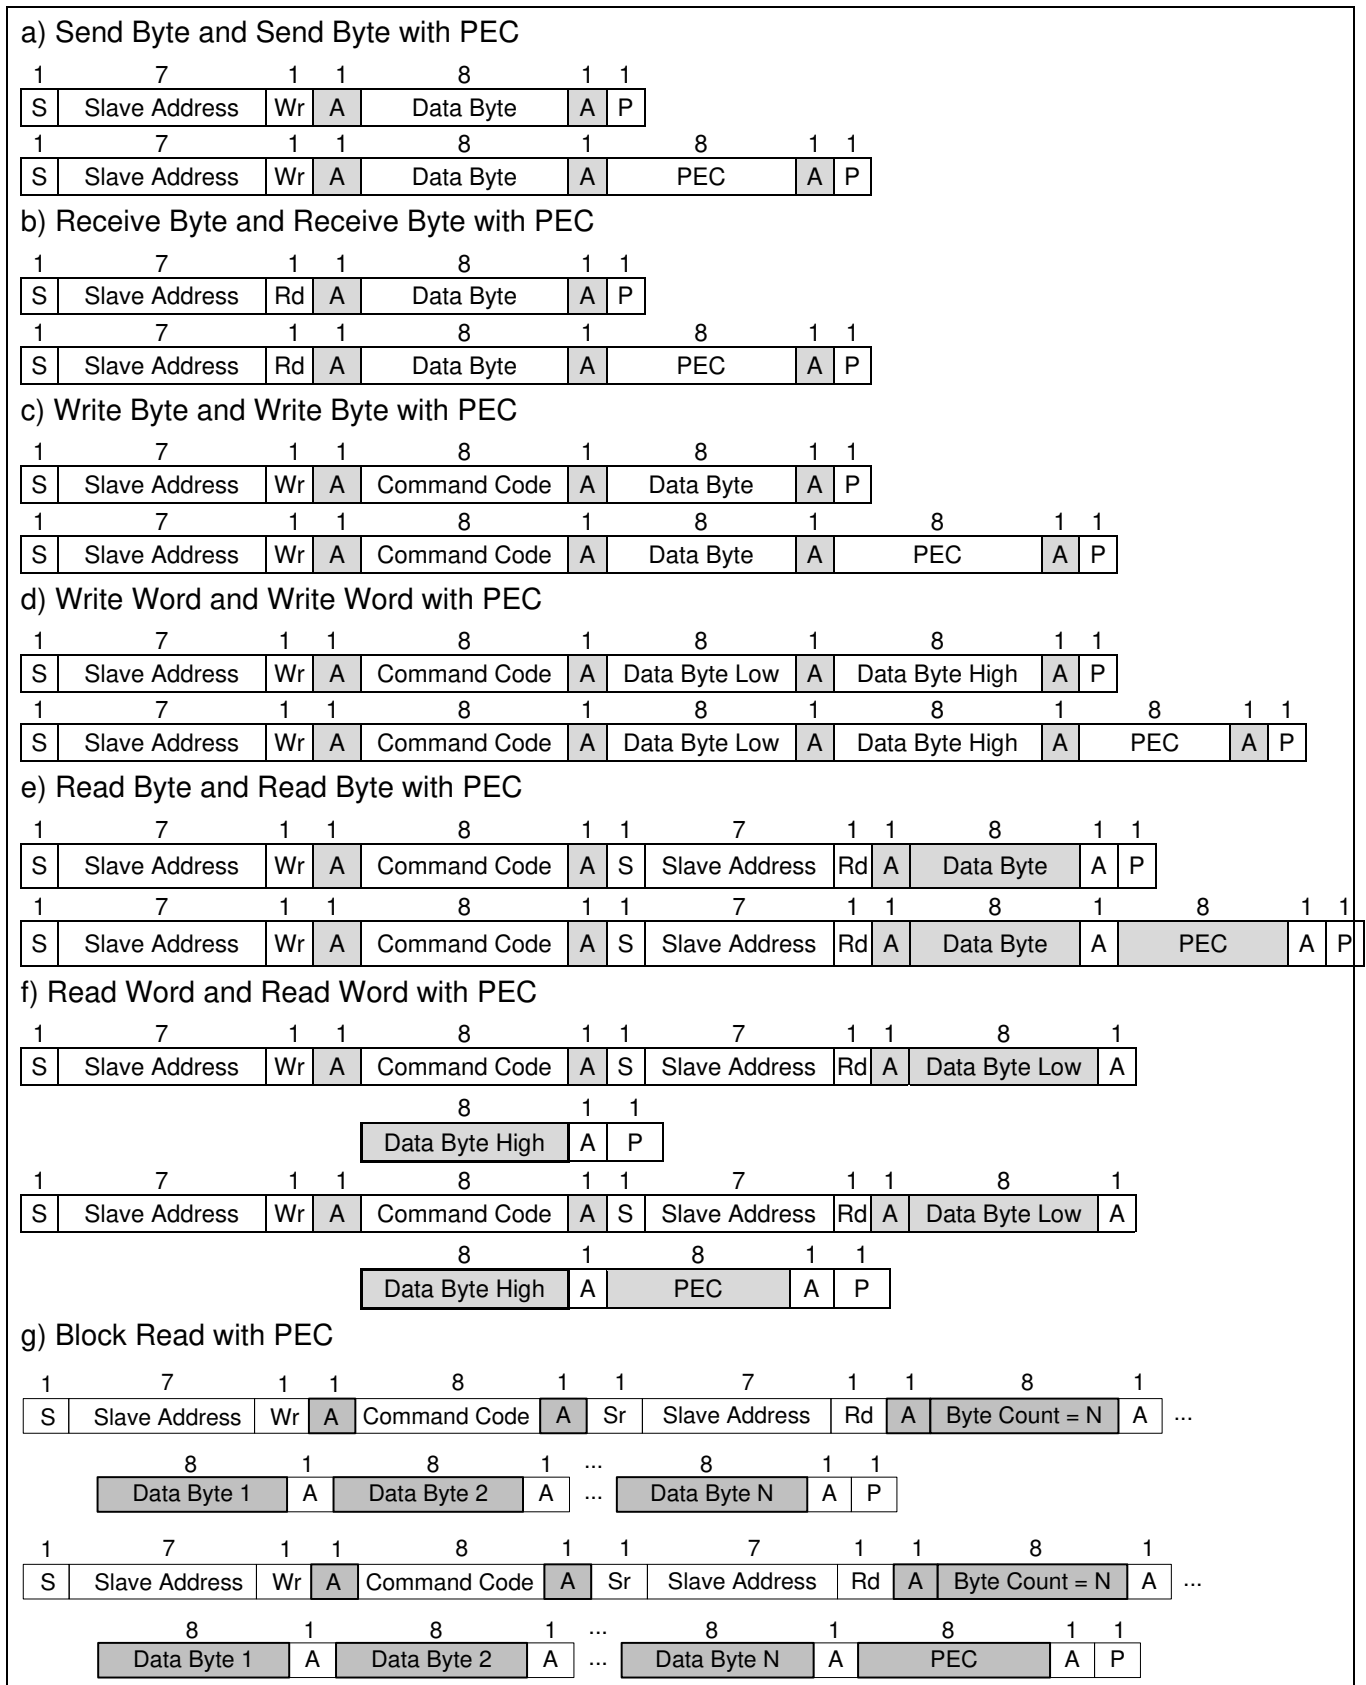 a) Send Byte and Send Byte with PEC
1 7 1 1 8 1 1
S Slave Address Wr A Data Byte A P
1 7 1 1 8 1 8 1 1
S Slave Address Wr A Data Byte A PEC A P
b) Receive Byte and Receive Byte with PEC
1 7 1 1 8 1 1
S Slave Address Rd A Data Byte A P
1 7 1 1 8 1 8 1 1
S Slave Address Rd A Data Byte A PEC A P
c) Write Byte and Write Byte with PEC
1 7 1 1 8 1 8 1 1
S Slave Address Wr A Command Code A Data Byte A P
1 7 1 1 8 1 8 1 8 1 1
S Slave Address Wr A Command Code A Data Byte A PEC A P
d) Write Word and Write Word with PEC
1 7 1 1 8 1 8 1 8 1 1
S Slave Address Wr A Command Code A Data Byte Low A Data Byte High A P
1 7 1 1 8 1 8 1 8 1 8 1 1
S Slave Address Wr A Command Code A Data Byte Low A Data Byte High A PEC A P
e) Read Byte and Read Byte with PEC
1 7 1 1 8 1 1 7 1 1 8 1 1
S Slave Address Wr A Command Code A S Slave Address Rd A Data Byte A P
1 7 1 1 8 1 1 7 1 1 8 1 8 1 1
S Slave Address Wr A Command Code A S Slave Address Rd A Data Byte A PEC A P
f) Read Word and Read Word with PEC
1 7 1 1 8 1 1 7 1 1 8 1
S Slave Address Wr A Command Code A S Slave Address Rd A Data Byte Low A
8 1 1
Data Byte High A P
1 7 1 1 8 1 1 7 1 1 8 1
S Slave Address Wr A Command Code A S Slave Address Rd A Data Byte Low A
8 1 8 1 1
Data Byte High A PEC A P
g) Block Read with PEC
1 7 1 1 8 1 1 7 1 1 8 1
S Slave Address Wr A Command Code A Sr Slave Address Rd A Byte Count = N A ...
8 1 8 1 ... 8 1 1
Data Byte 1 A Data Byte 2 A ... Data Byte N A P
1 7 1 1 8 1 1 7 1 1 8 1
S Slave Address Wr A Command Code A Sr Slave Address Rd A Byte Count = N A ...
8 1 8 1 ... 8 1 8 1 1
Data Byte 1 A Data Byte 2 A ... Data Byte N A PEC A P